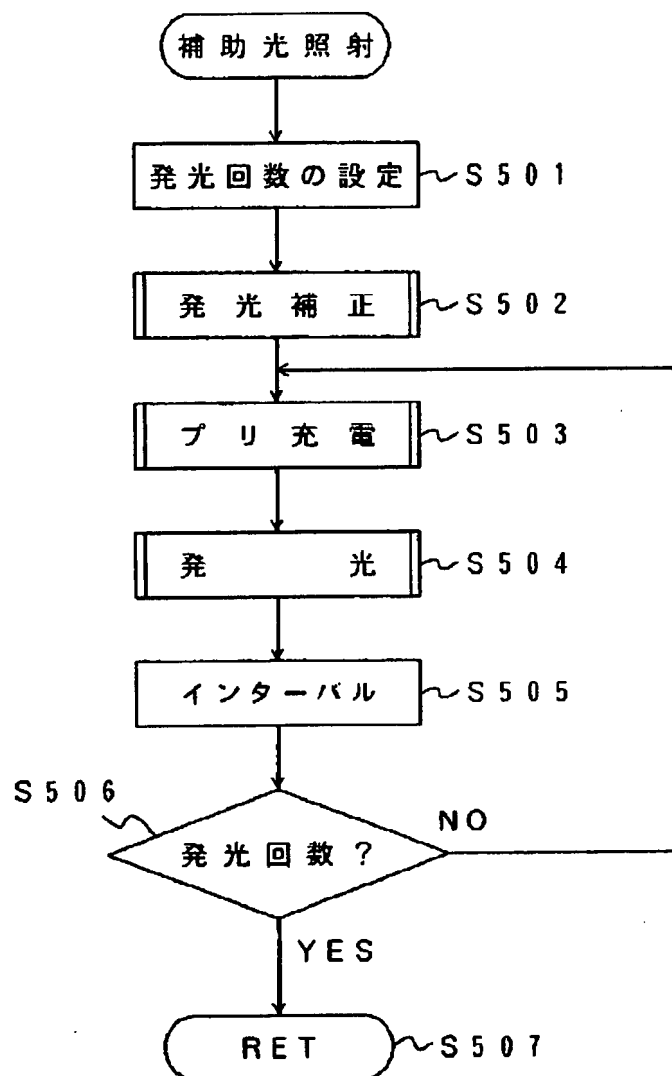 補助光照射
発光回数の設定 S501
発光補正 S502
プリ充電 S503
発光 S504
インターバル S505
S506
NO
発光回数?
YES
RET S507